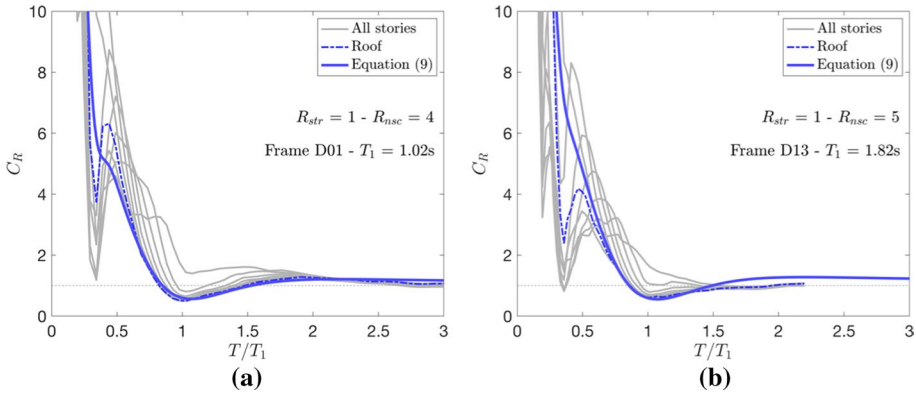 10
8
6
4
2
0
C_R
All stories
Roof
Equation (9)
R_str = 1 - R_nsc = 4
Frame D01 - T_1 = 1.02s
0 0.5 1 1.5 2 2.5 3
T/T_1
(a)
10
8
6
4
2
0
C_R
All stories
Roof
Equation (9)
R_str = 1 - R_nsc = 5
Frame D13 - T_1 = 1.82s
0 0.5 1 1.5 2 2.5 3
T/T_1
(b)